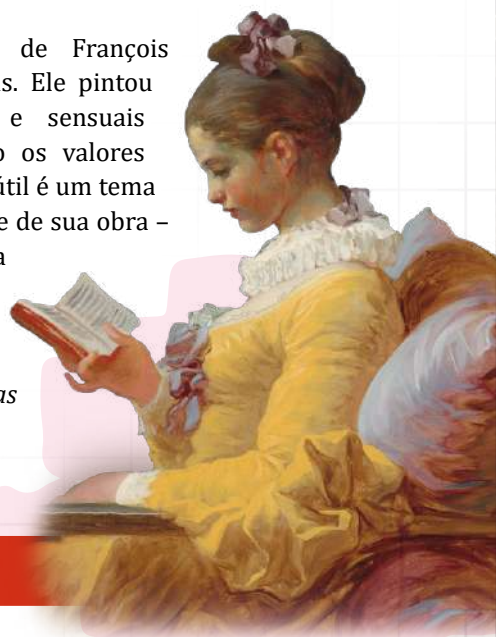 de François
s. Ele pintou
e sensuais
o os valores
útil é um tema
e de sua obra –
a
as